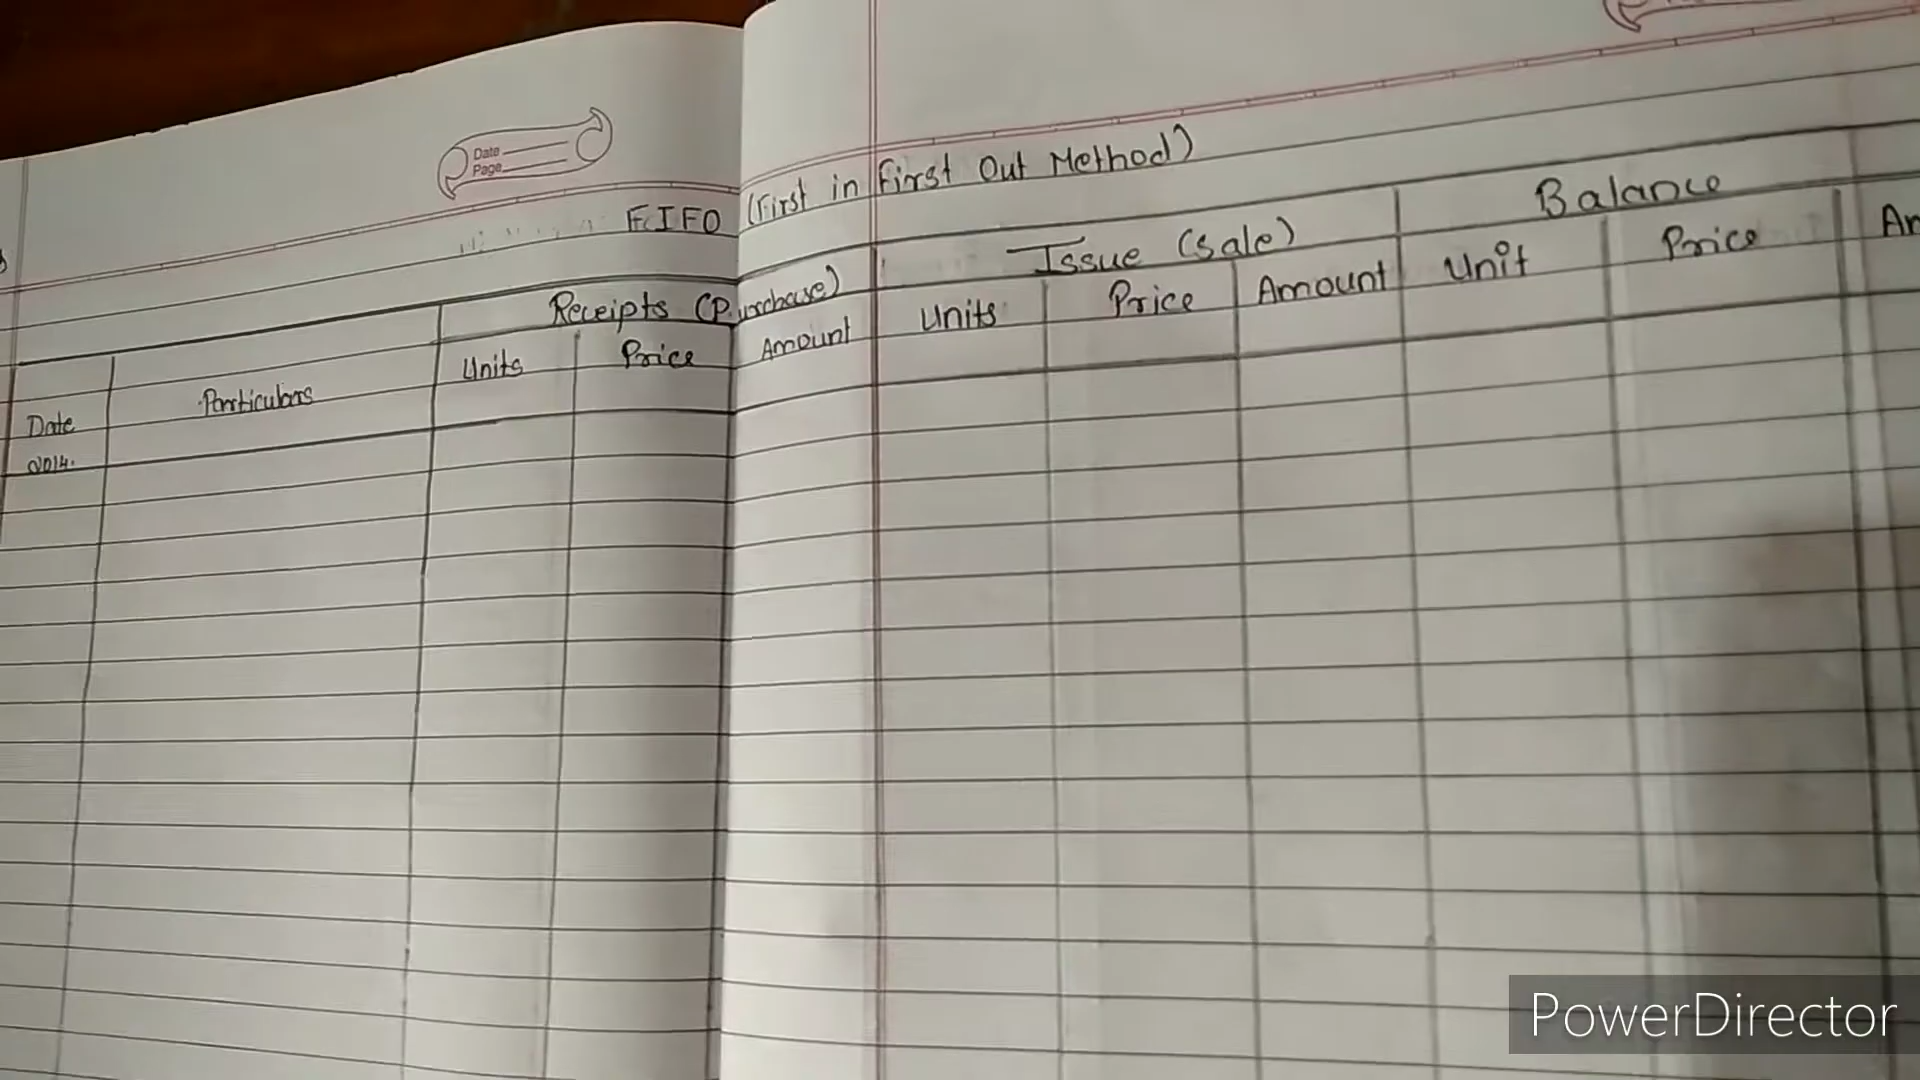 Date
Page
FIFO (First in First Out Method)
Receipts (Purchase) Issue (Sale) Balance
Date Particulars Units Price Amount Units Price Amount Unit Price
2014.
PowerDirector